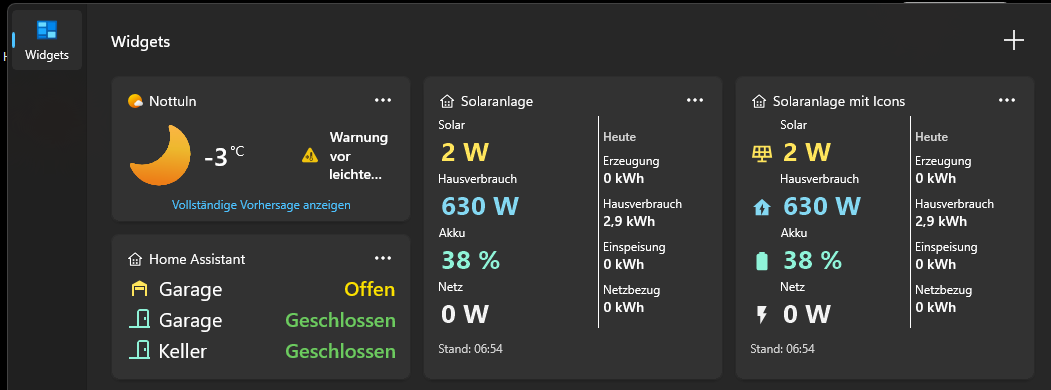 Widgets
Widgets
Nottuln
-3 °C
Warnung
vor
leichte...
Vollständige Vorhersage anzeigen
Home Assistant
Garage Offen
Garage Geschlossen
Keller Geschlossen
Solaranlage
Solar
2 W
Hausverbrauch
630 W
Akku
38 %
Netz
0 W
Stand: 06:54
Heute
Erzeugung
0 kWh
Hausverbrauch
2,9 kWh
Einspeisung
0 kWh
Netzbezug
0 kWh
Solaranlage mit Icons
Solar
2 W
Hausverbrauch
630 W
Akku
38 %
Netz
0 W
Stand: 06:54
Heute
Erzeugung
0 kWh
Hausverbrauch
2,9 kWh
Einspeisung
0 kWh
Netzbezug
0 kWh